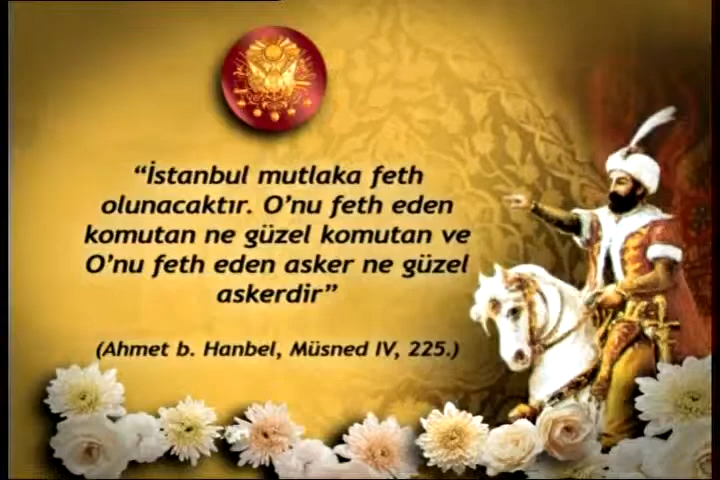 “İstanbul mutlaka feth
olunacaktır. O’nu feth eden
komutan ne güzel komutan ve
O’nu feth eden asker ne güzel
askerdir”
(Ahmet b. Hanbel, Müsned IV, 225.)